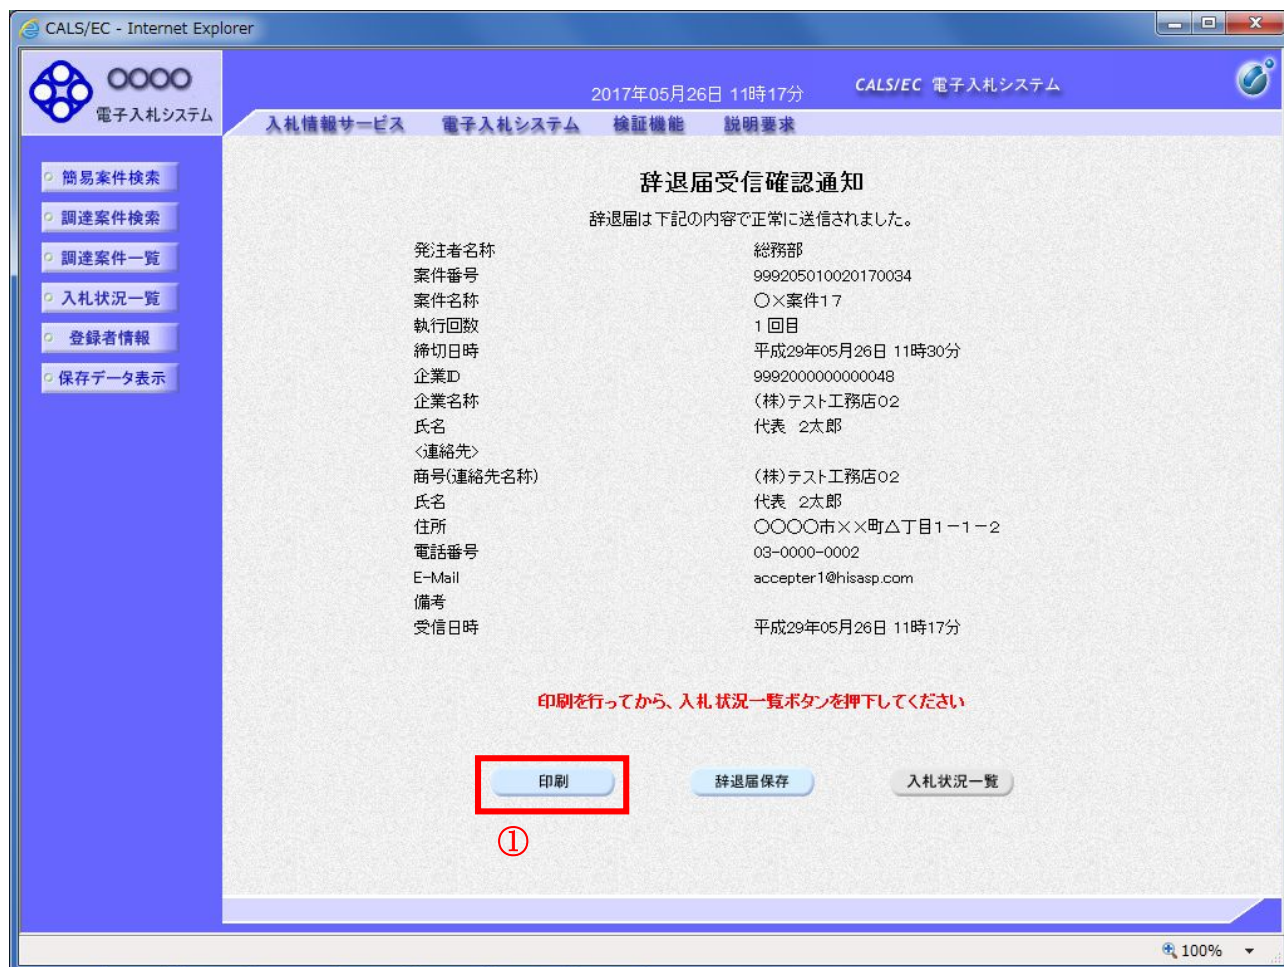 CALS/EC - Internet Explorer
○○○○
電子入札システム
2017年05月26日 11時17分
CALS/EC 電子入札システム
入札情報サービス 電子入札システム 検証機能 説明要求
簡易案件検索
調達案件検索
調達案件一覧
入札状況一覧
登録者情報
保存データ表示
辞退届受信確認通知
辞退届は下記の内容で正常に送信されました。
発注者名称 総務部
案件番号 999205010020170034
案件名称 ○×案件17
執行回数 1回目
締切日時 平成29年05月26日 11時30分
企業ID 9992000000000048
企業名称 (株)テスト工務店02
氏名 代表 2太郎
<連絡先>
商号(連絡先名称) (株)テスト工務店02
氏名 代表 2太郎
住所 ○○○○市××町△丁目1-1-2
電話番号 03-0000-0002
E-Mail accepter1@hisasp.com
備考
受信日時 平成29年05月26日 11時17分
印刷を行ってから、入札状況一覧ボタンを押下してください
印刷 辞退届保存 入札状況一覧
①
100%